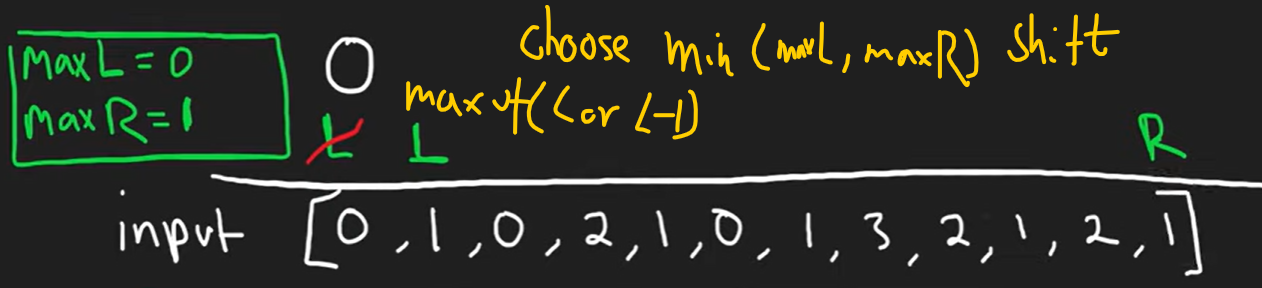 maxL = 0
maxR = 1
0
choose min (maxL, maxR) shift
max of (L or L-1)
L L R
input [0, 1, 0, 2, 1, 0, 1, 3, 2, 1, 2, 1]